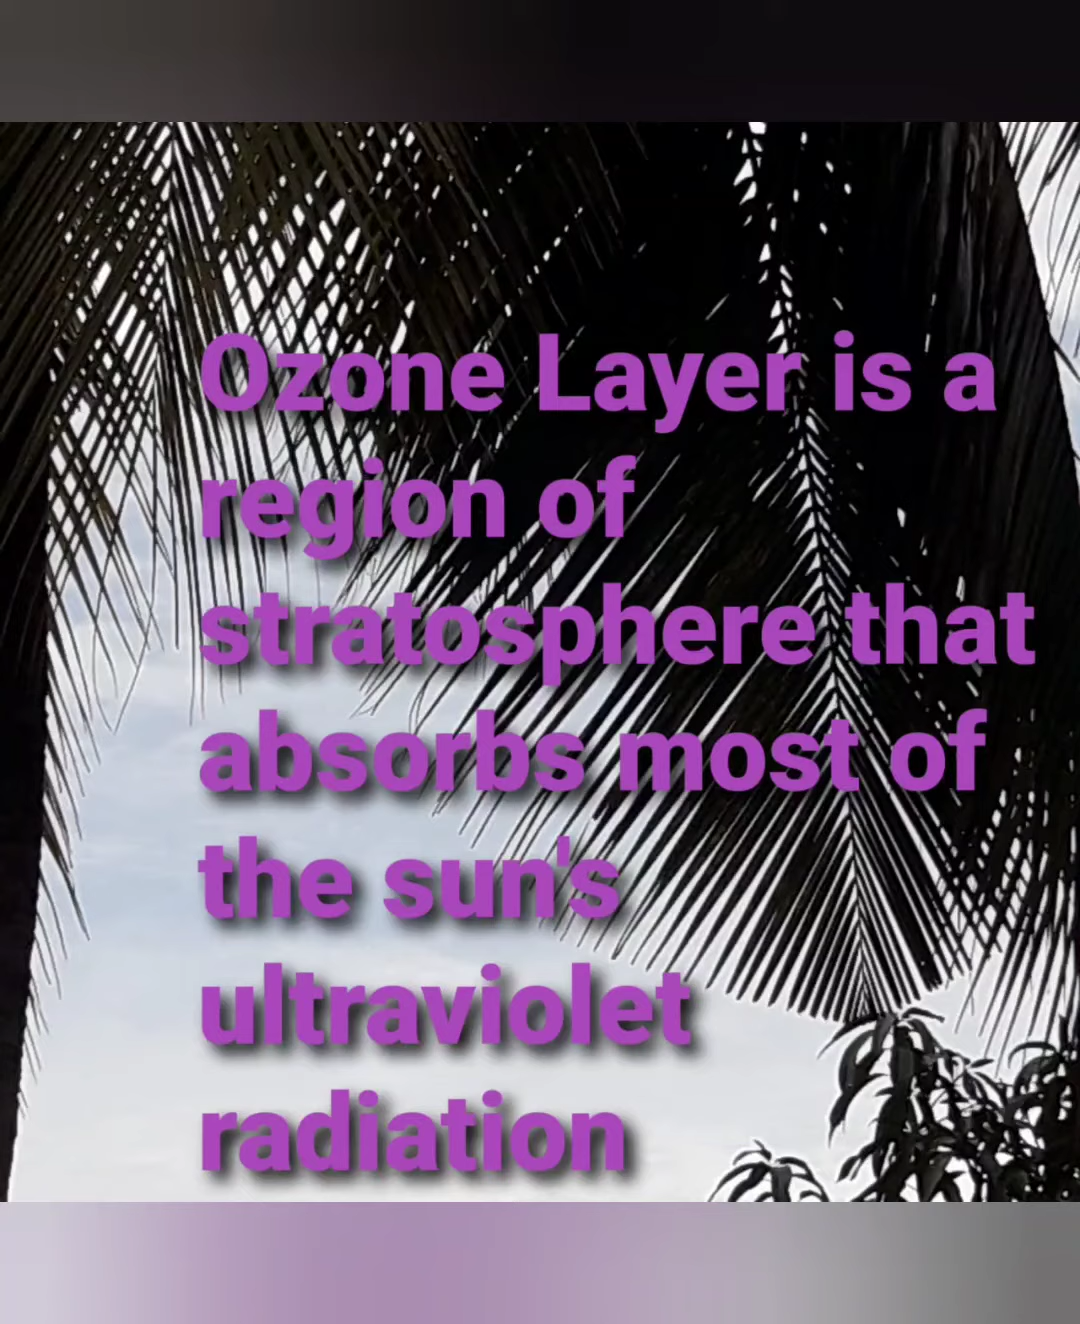 Ozone Layer is a
region of
stratosphere that
absorbs most of
the sun's
ultraviolet
radiation